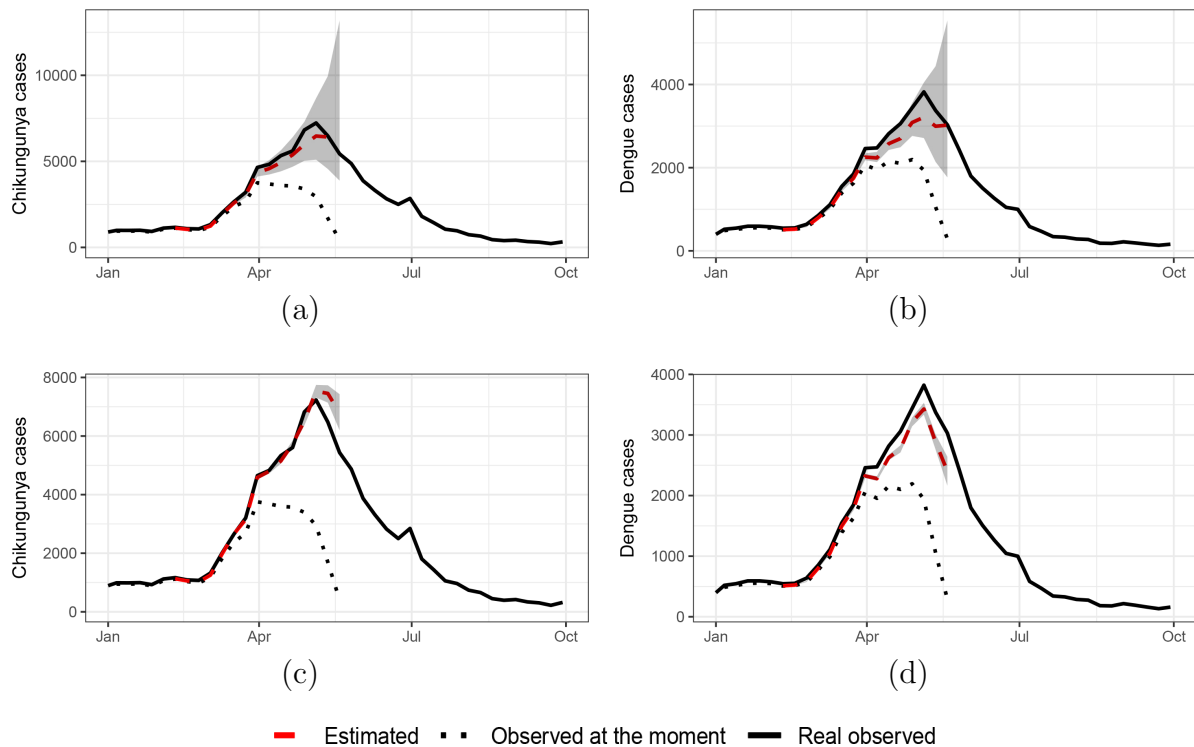 Chikungunya cases
10000
5000
0
Jan
Apr
Jul
Oct
(a)
Dengue cases
4000
2000
0
Jan
Apr
Jul
Oct
(b)
Chikungunya cases
8000
6000
4000
2000
0
Jan
Apr
Jul
Oct
(c)
Dengue cases
4000
3000
2000
1000
0
Jan
Apr
Jul
Oct
(d)
Estimated
Observed at the moment
Real observed